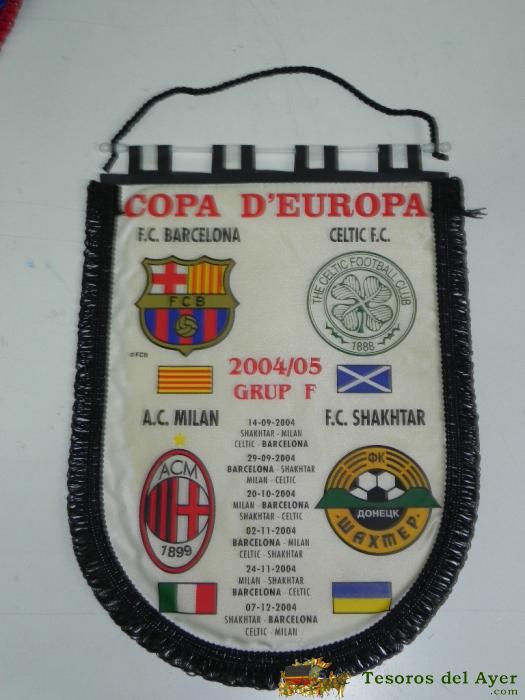 COPA D'EUROPA
F.C. BARCELONA
CELTIC F.C.
F C B
THE CELTIC FOOTBALL CLUB
1888
©FCB
2004/05
GRUP F
A.C. MILAN
F.C. SHAKHTAR
ACM
1899
ФК
ДОНЕЦК
ШАХТЕР
14-09-2004
SHAKHTAR - MILAN
CELTIC - BARCELONA
29-09-2004
BARCELONA - SHAKHTAR
MILAN - CELTIC
20-10-2004
MILAN - BARCELONA
SHAKHTAR - CELTIC
02-11-2004
BARCELONA - MILAN
CELTIC - SHAKHTAR
24-11-2004
MILAN - SHAKHTAR
BARCELONA - CELTIC
07-12-2004
SHAKHTAR - BARCELONA
CELTIC - MILAN
Tesoros del Ayer
.com